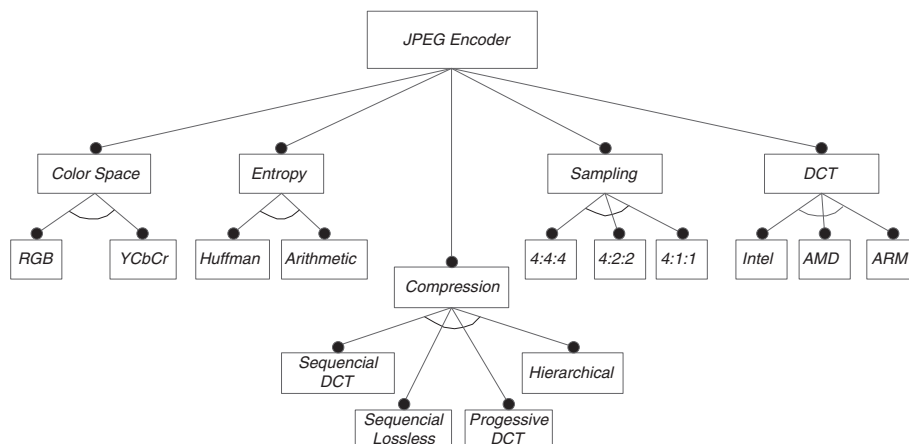 JPEG Encoder
Color Space
Entropy
Sampling
DCT
RGB
YCbCr
Huffman
Arithmetic
4:4:4
4:2:2
4:1:1
Intel
AMD
ARM
Compression
Sequencial
DCT
Hierarchical
Sequencial
Lossless
Progessive
DCT